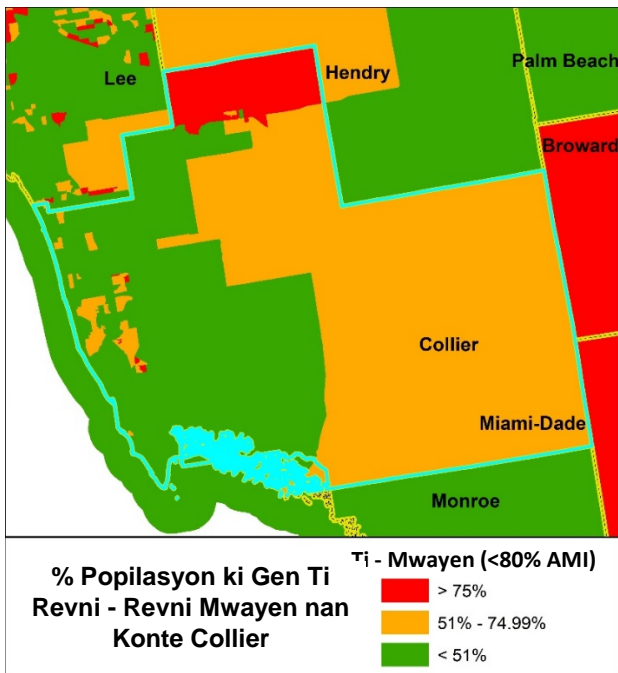 Lee
Hendry
Palm Beach
Broward
Collier
Miami-Dade
Monroe
% Popilasyon ki Gen Ti
Revni - Revni Mwayen nan
Konte Collier
Ti - Mwayen (<80% AMI)
> 75%
51% - 74.99%
< 51%